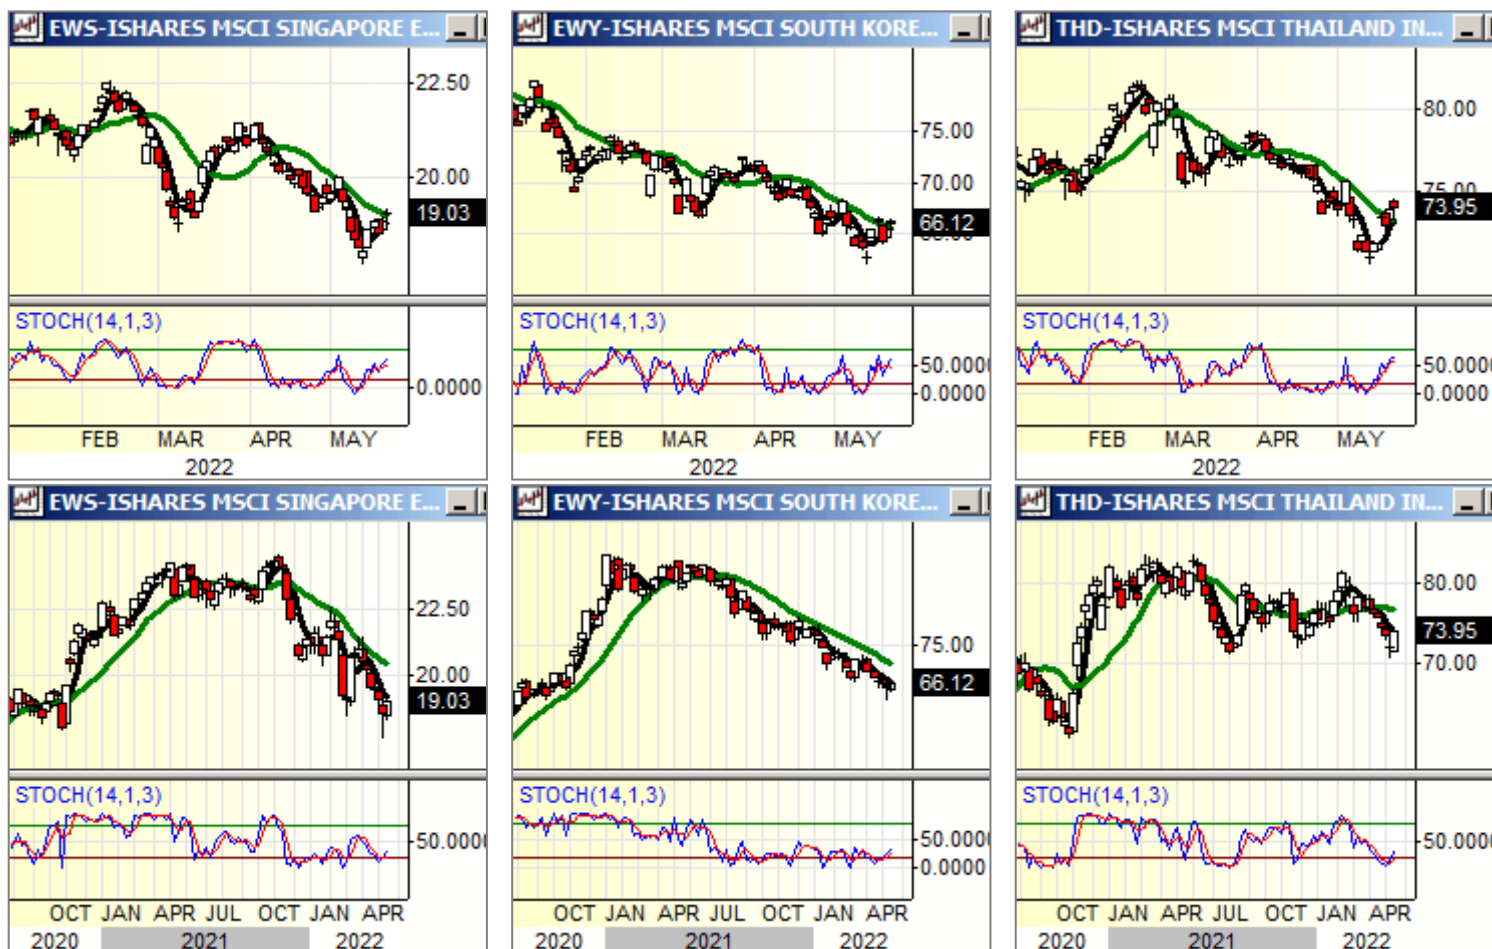 EWS-ISHARES MSCI SINGAPORE E...
22.50
20.00
19.03
STOCH(14,1,3)
0.0000
FEB MAR APR MAY
2022
EWY-ISHARES MSCI SOUTH KORE...
75.00
70.00
66.12
STOCH(14,1,3)
50.0000
0.0000
FEB MAR APR MAY
2022
THD-ISHARES MSCI THAILAND IN...
80.00
75.00
73.95
STOCH(14,1,3)
50.0000
0.0000
FEB MAR APR MAY
2022
EWS-ISHARES MSCI SINGAPORE E...
22.50
20.00
19.03
STOCH(14,1,3)
50.0000
OCT JAN APR JUL OCT JAN APR
2020 2021 2022
EWY-ISHARES MSCI SOUTH KORE...
75.00
66.12
STOCH(14,1,3)
50.0000
0.0000
OCT JAN APR JUL OCT JAN APR
2020 2021 2022
THD-ISHARES MSCI THAILAND IN...
80.00
73.95
70.00
STOCH(14,1,3)
50.0000
OCT JAN APR JUL OCT JAN APR
2020 2021 2022